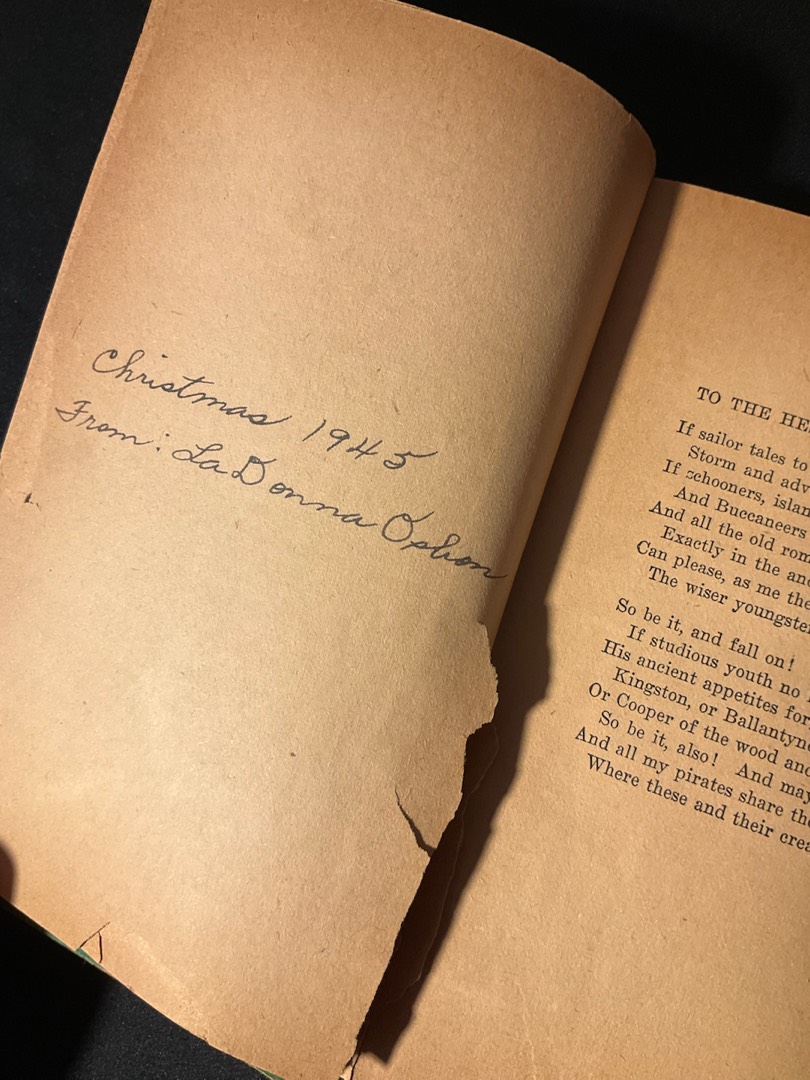 Christmas 1945
From: LaDonna Ophion
TO THE HES
If sailor tales to
Storm and adv
If schooners, islan
And Buccaneers
And all the old rom
Exactly in the anc
Can please, as me the
The wiser youngster
So be it, and fall on!
If studious youth no l
His ancient appetites for
Kingston, or Ballantyne
Or Cooper of the wood and
So be it, also! And may
And all my pirates share the
Where these and their crea